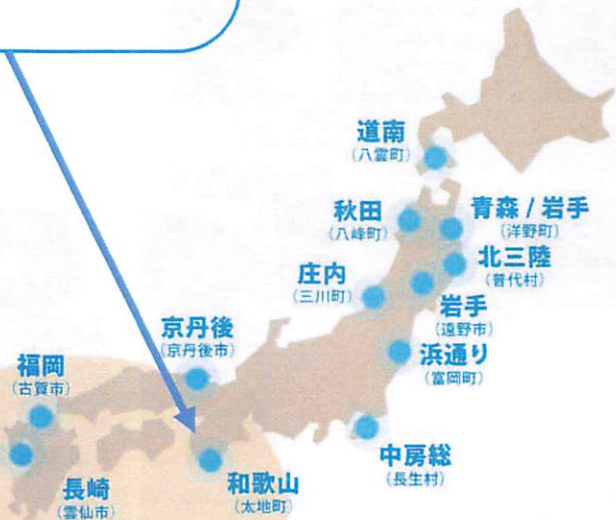 道南
(八雲町)
秋田
(八峰町)
青森 / 岩手
(洋野町)
北三陸
(普代村)
庄内
(三川町)
岩手
(遠野市)
京丹後
(京丹後市)
浜通り
(富岡町)
福岡
(古賀市)
中房総
(長生村)
和歌山
(太地町)
長崎
(雲仙市)